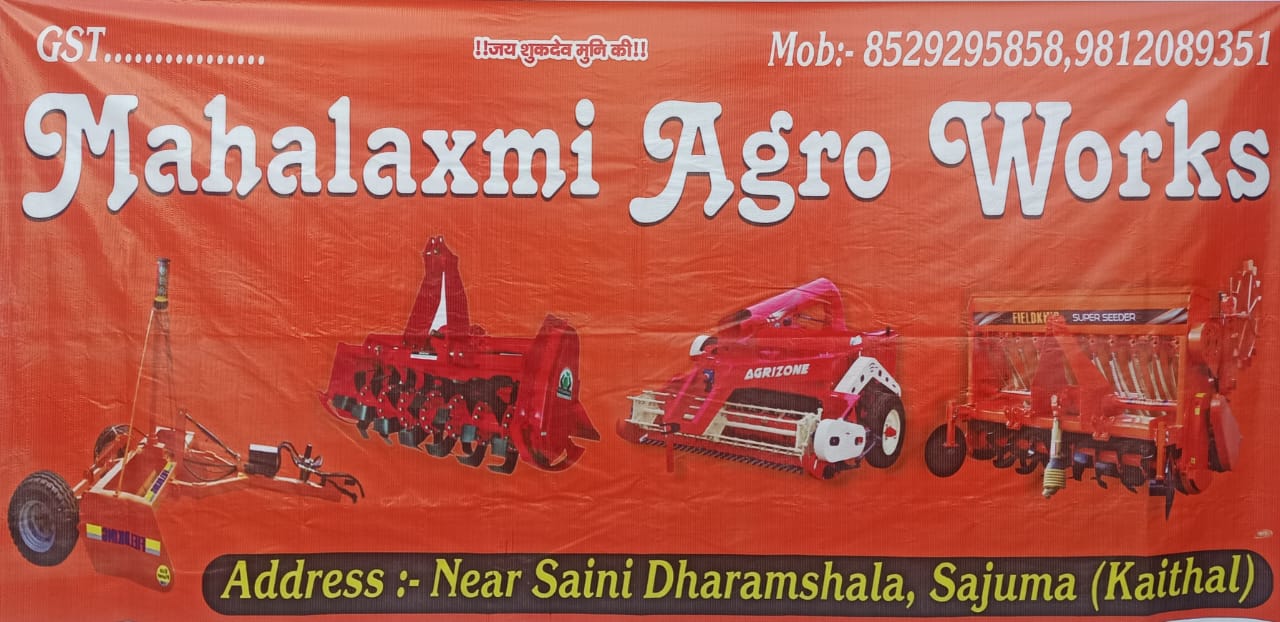 GST................
!!जय शुकदेव मुनि की!!
Mob:- 8529295858,9812089351
Mahalaxmi Agro Works
AGRIZONE
FIELDKING SUPER SEEDER
FIELDKING
Address :- Near Saini Dharamshala, Sajuma (Kaithal)